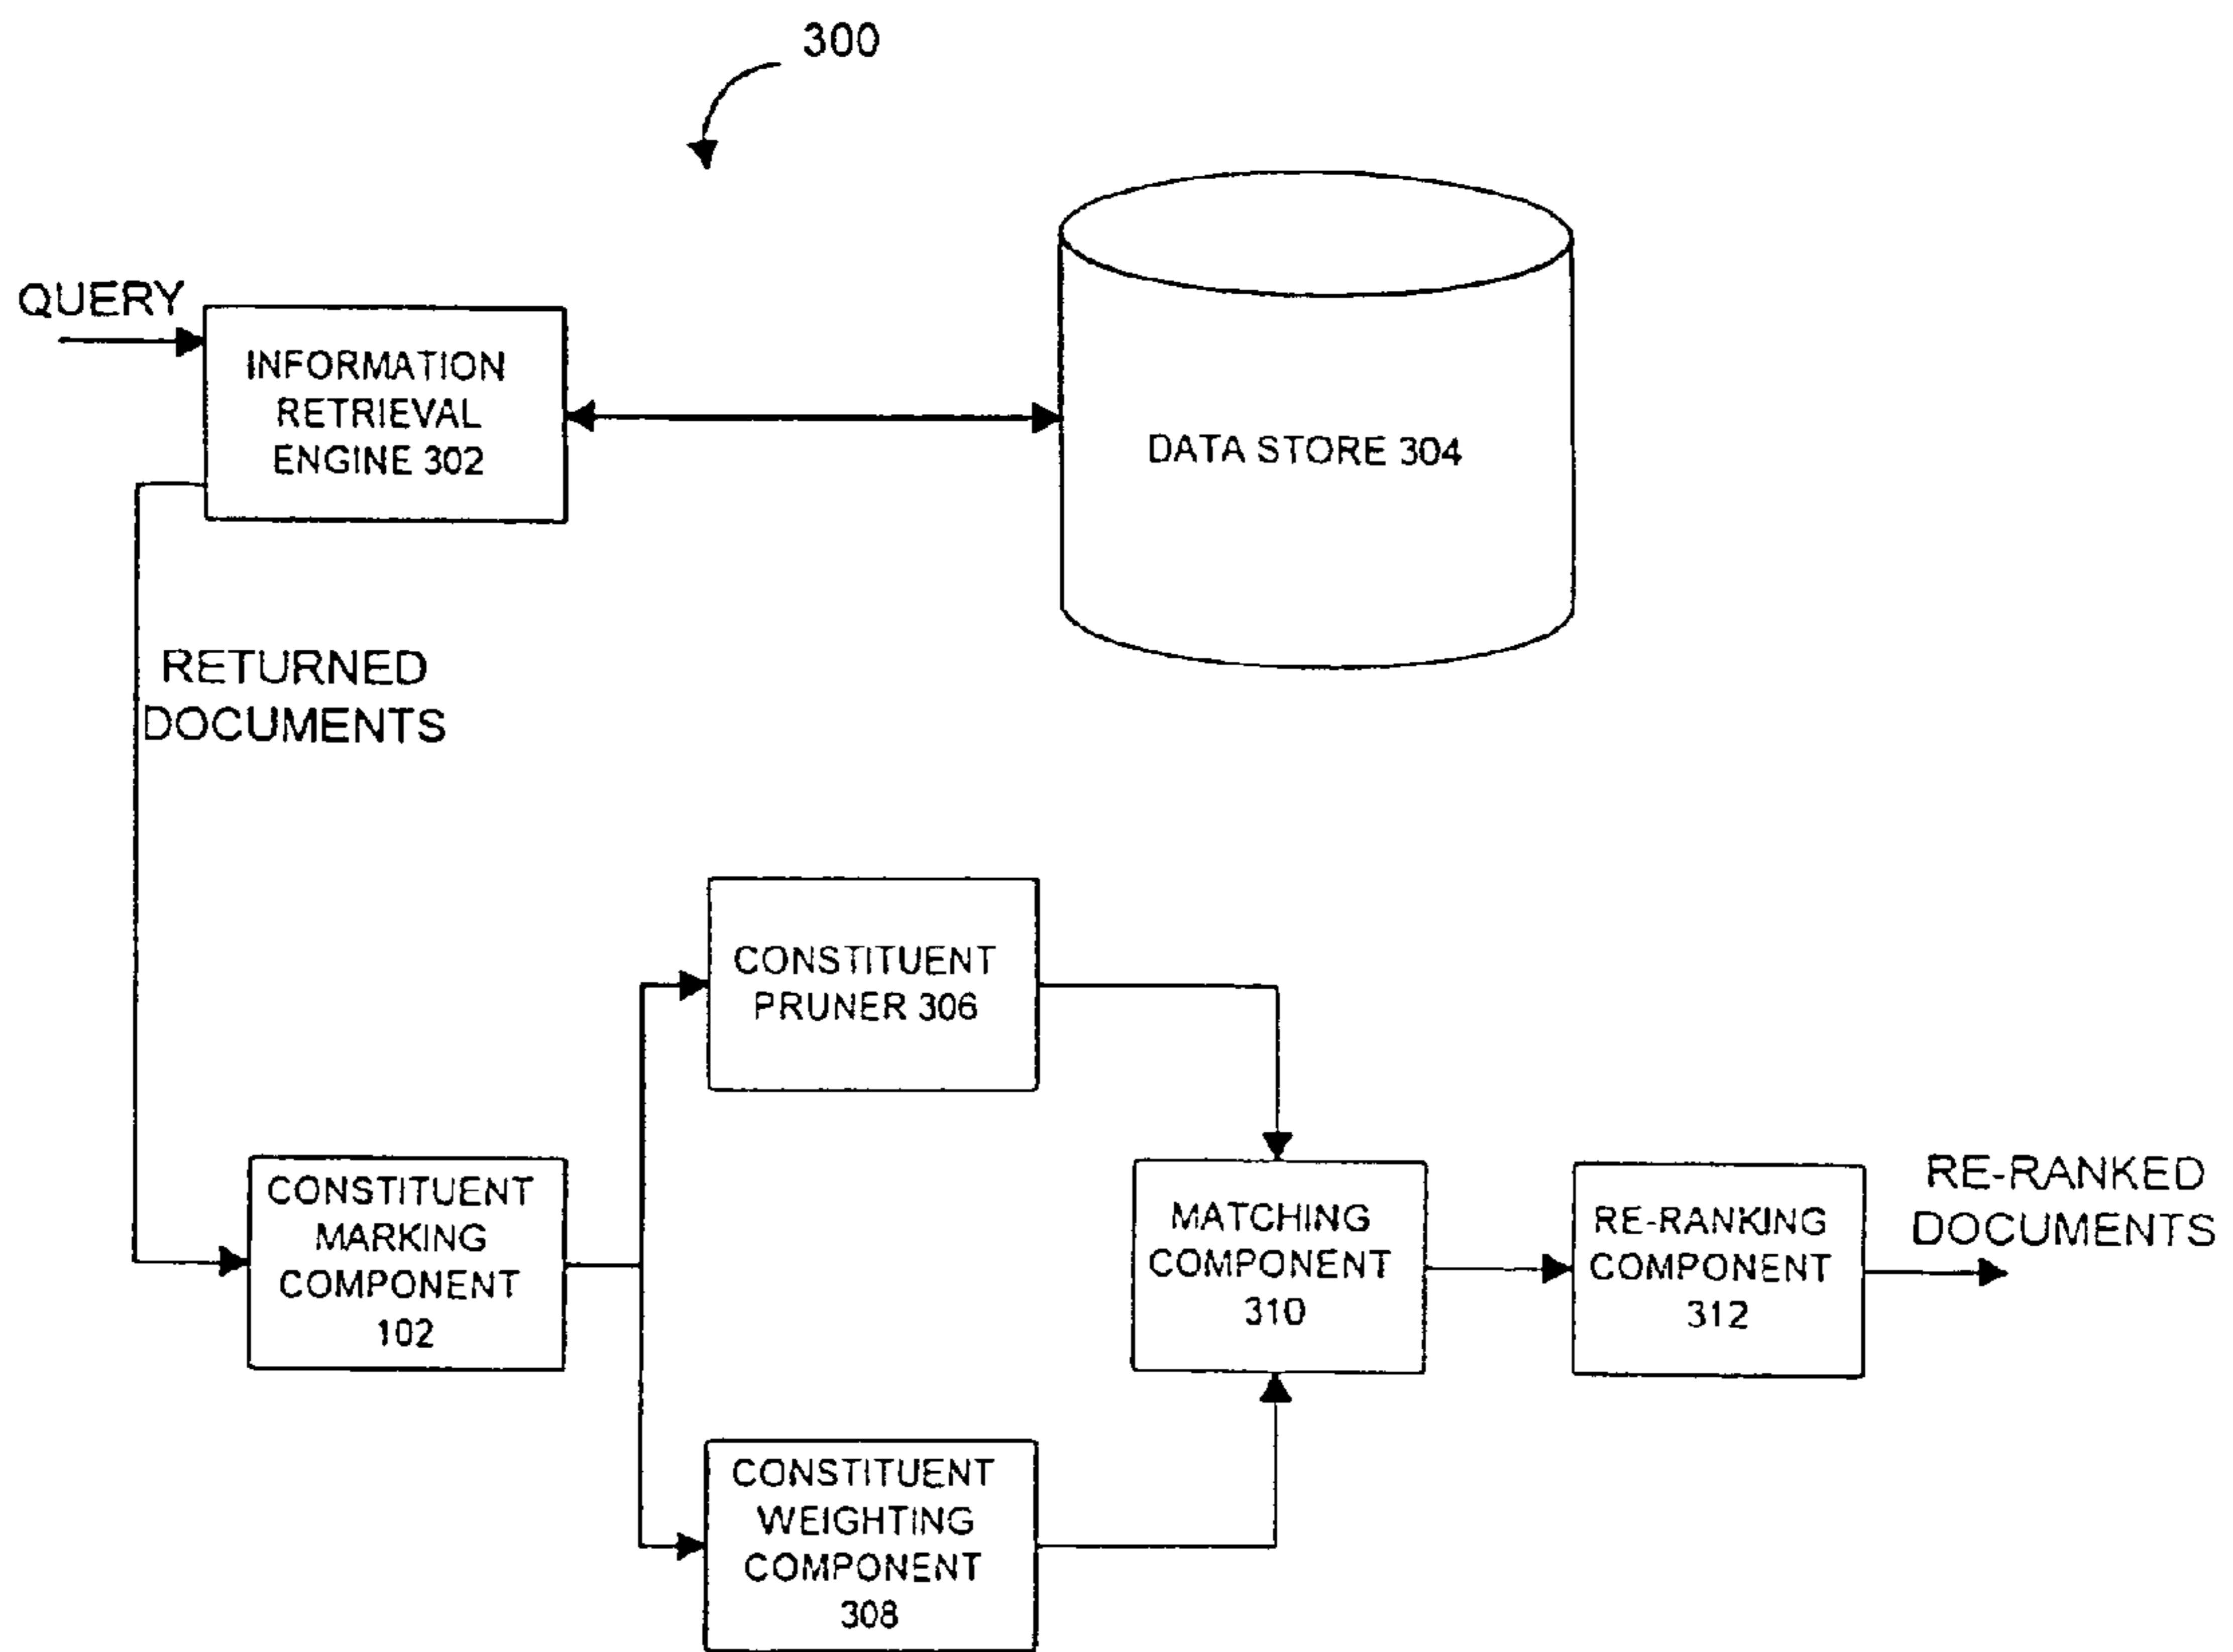 300
QUERY
INFORMATION
RETRIEVAL
ENGINE 302
DATA STORE 304
RETURNED
DOCUMENTS
CONSTITUENT
PRUNER 306
CONSTITUENT
MARKING
COMPONENT
102
MATCHING
COMPONENT
310
RE-RANKING
COMPONENT
312
RE-RANKED
DOCUMENTS
CONSTITUENT
WEIGHTING
COMPONENT
308